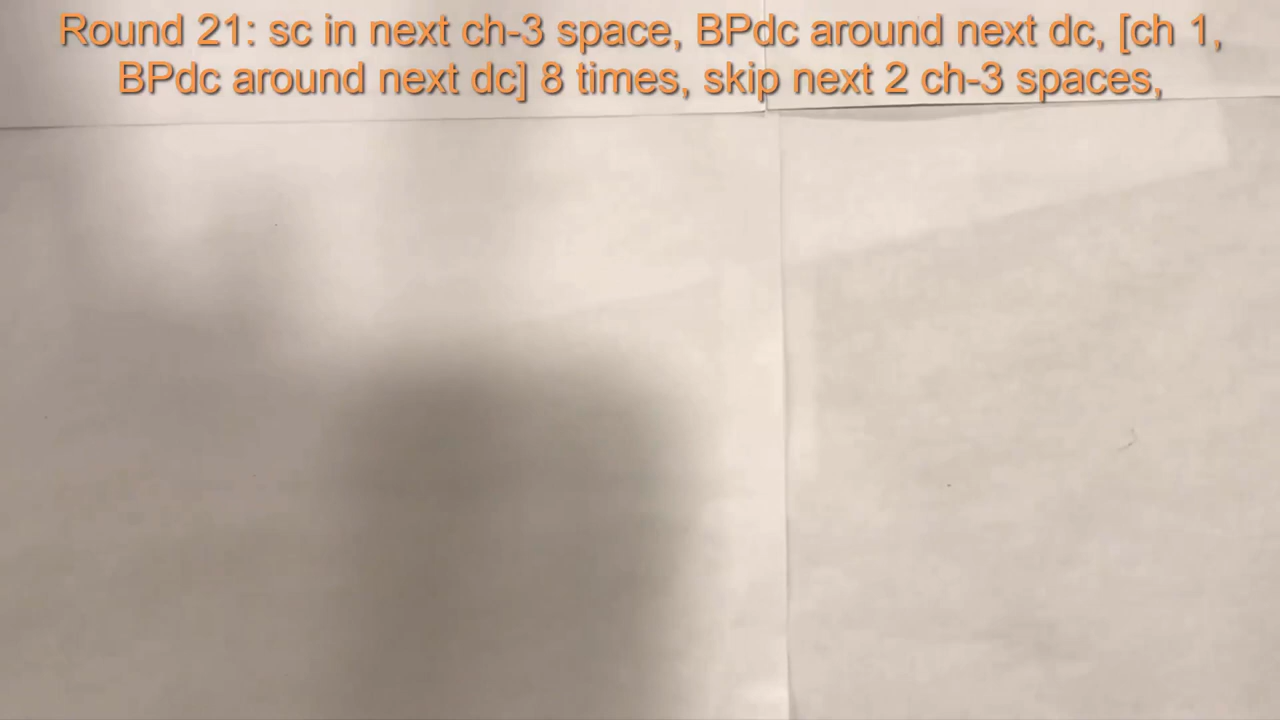 Round 21: sc in next ch-3 space, BPdc around next dc, [ch 1,
BPdc around next dc] 8 times, skip next 2 ch-3 spaces,